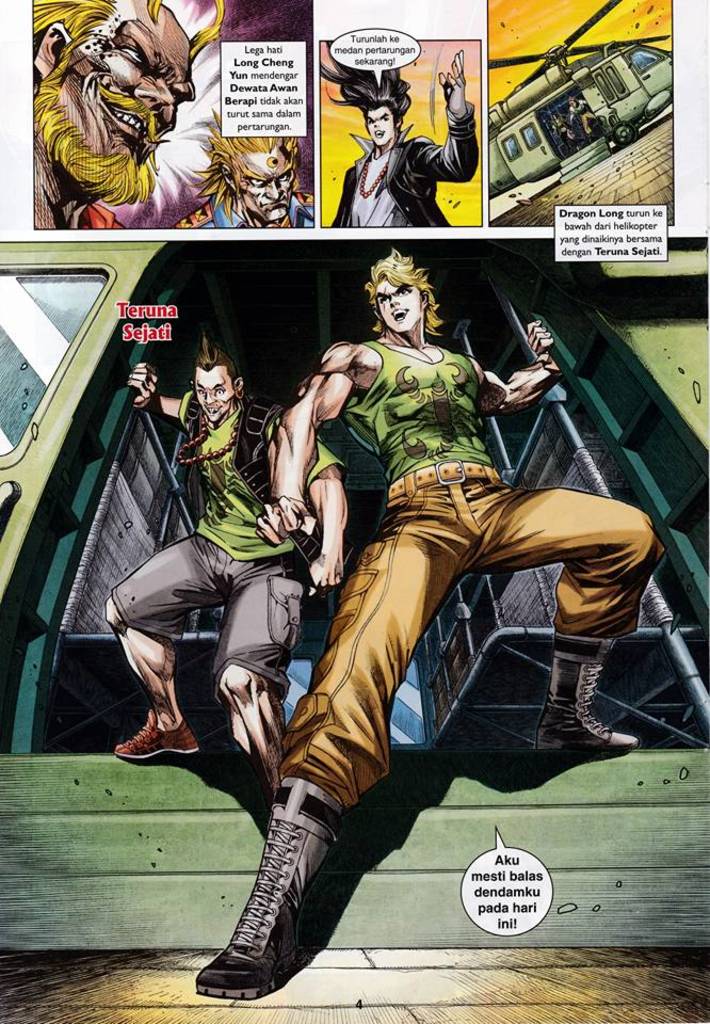 Lega hati
Long Cheng
Yun mendengar
Dewata Awan
Berapi tidak akan
turut sama dalam
pertarungan.
Turunlah ke
medan pertarungan
sekarang!
Dragon Long turun ke
bawah dari helikopter
yang dinaikinya bersama
dengan Teruna Sejati.
Teruna
Sejati
Aku
mesti balas
dendamku
pada hari
ini!
4